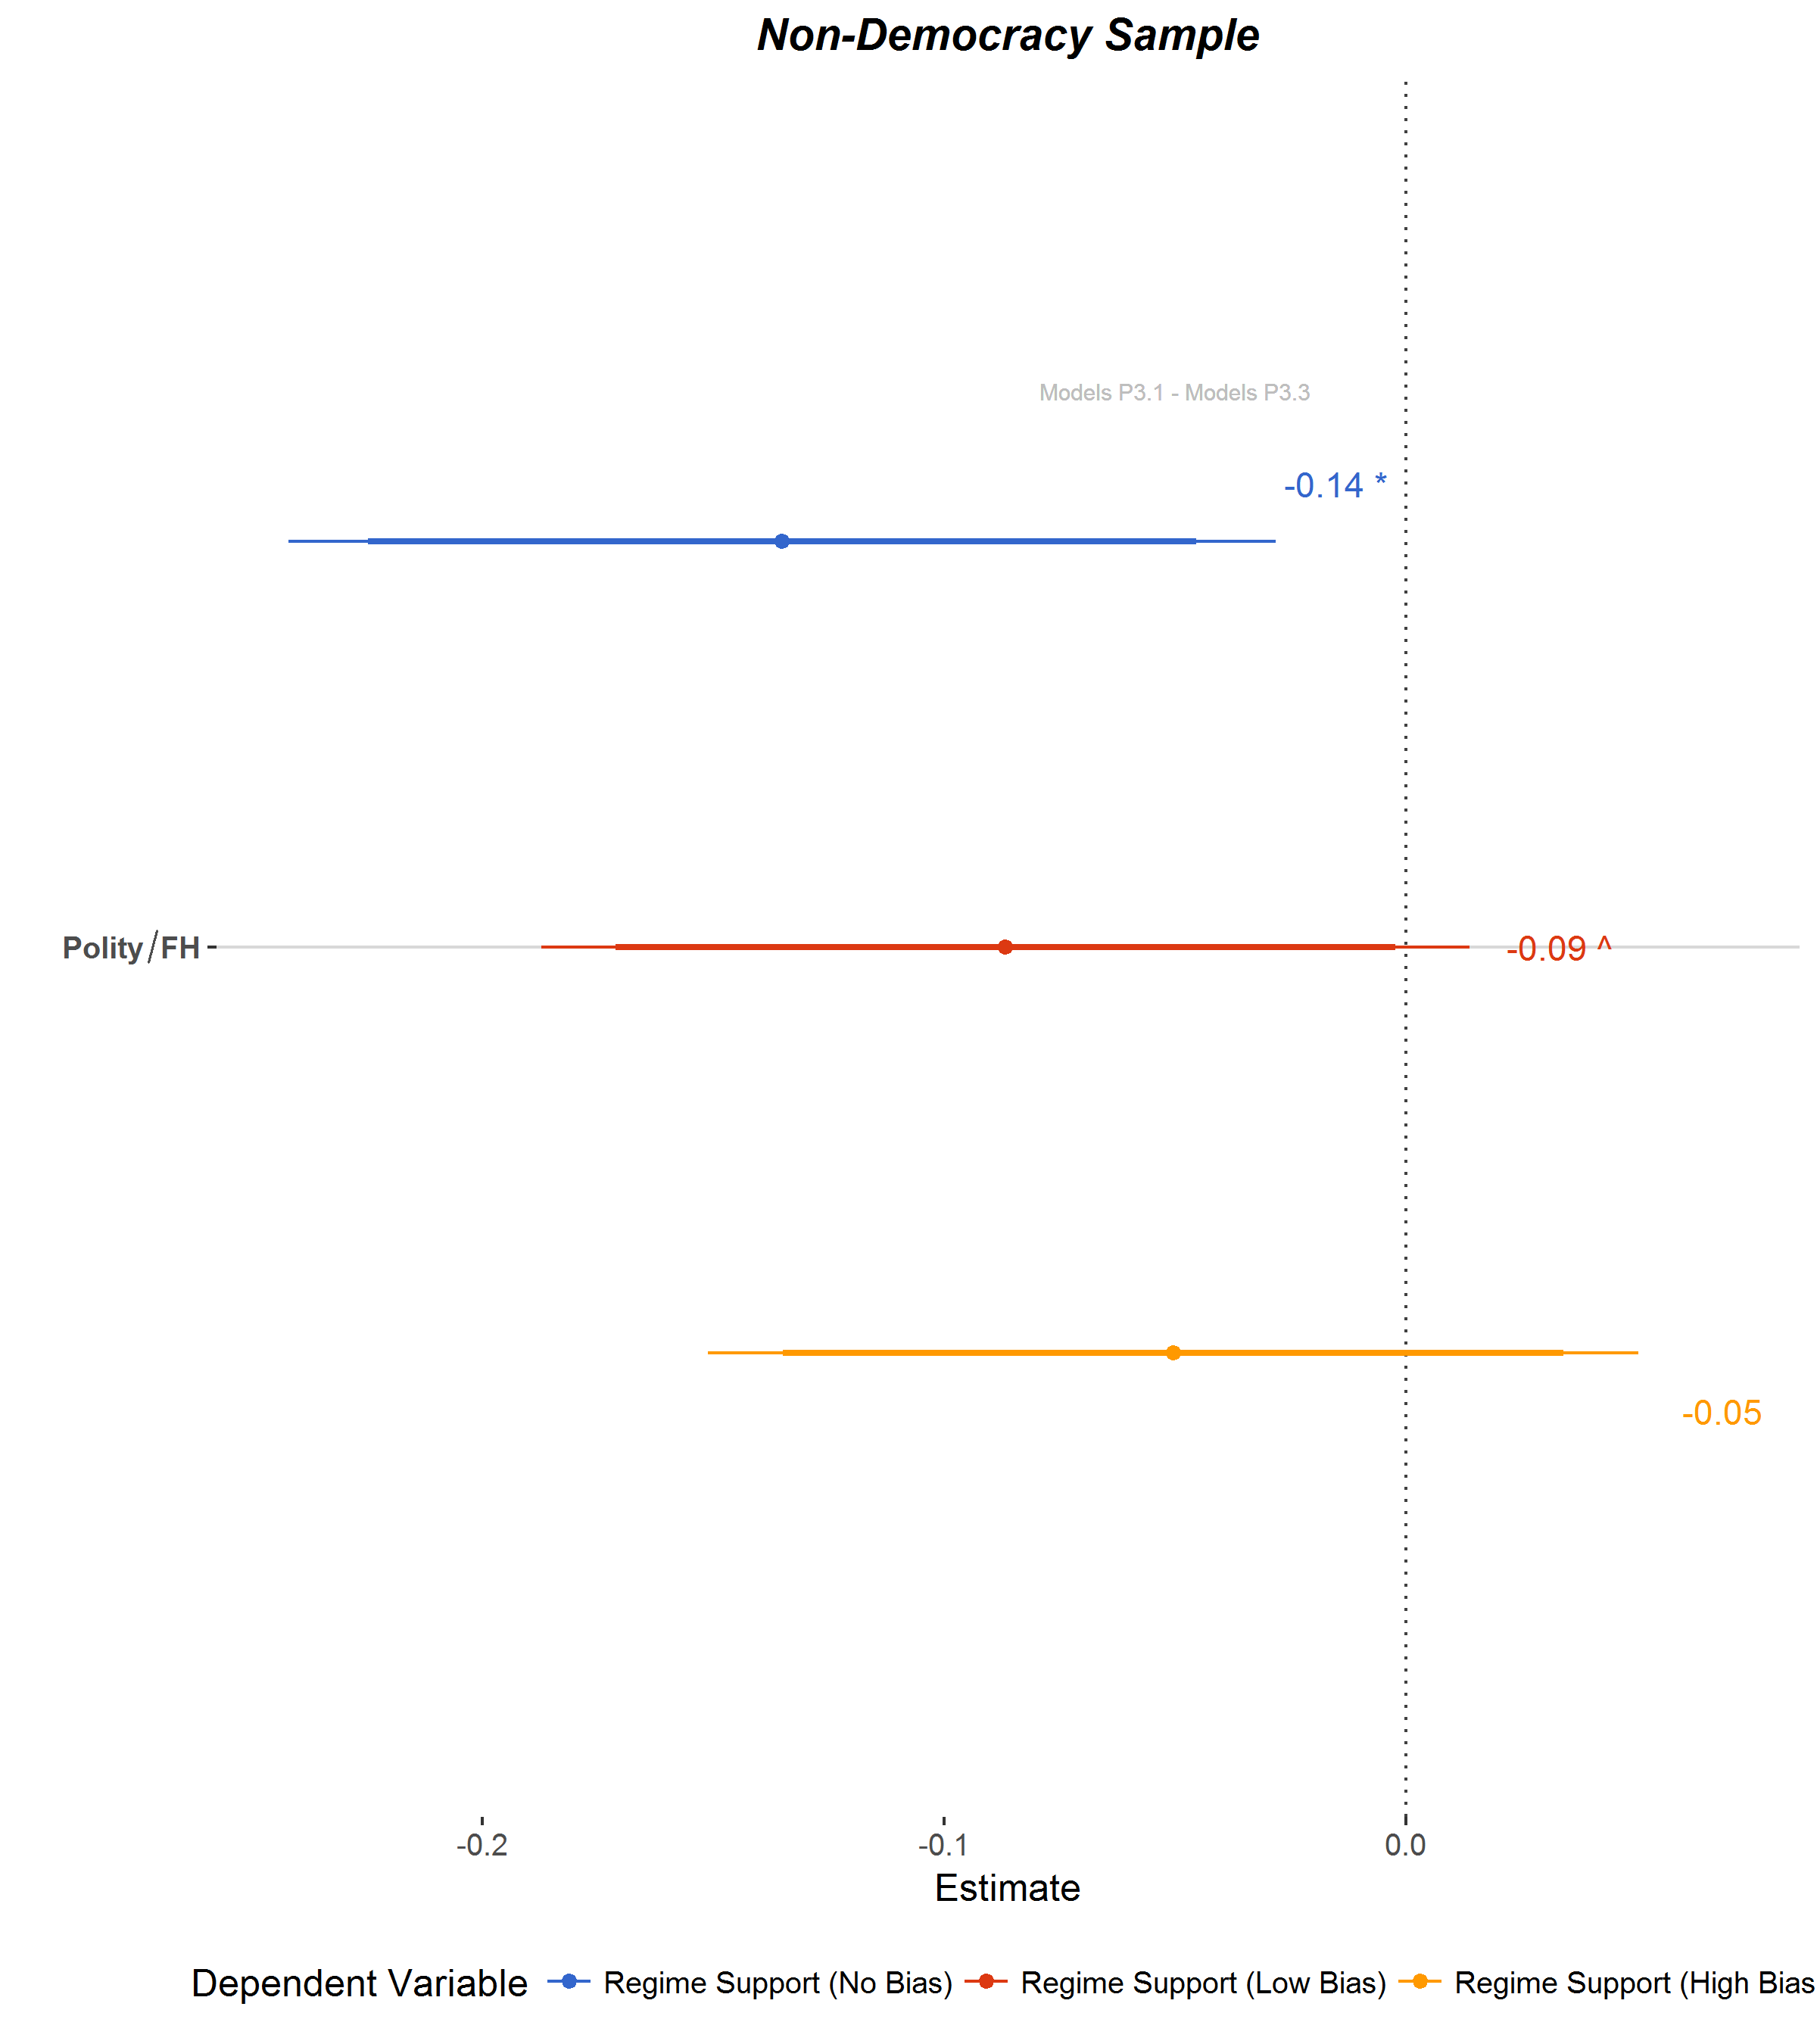 Non-Democracy Sample
Models P3.1 - Models P3.3
-0.14 *
Polity/FH
-0.09 ^
-0.05
-0.2 -0.1 0.0
Estimate
Dependent Variable Regime Support (No Bias) Regime Support (Low Bias) Regime Support (High Bias